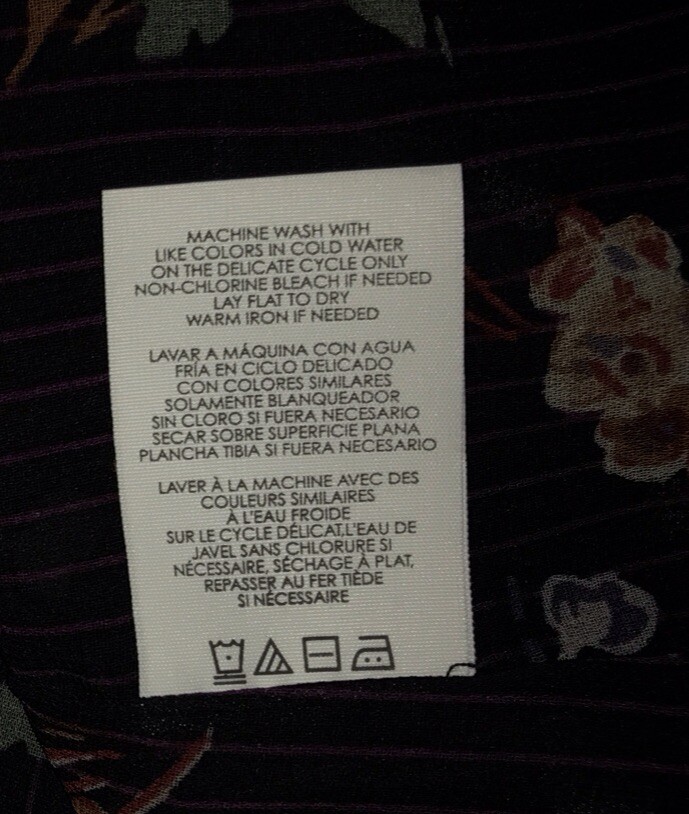 MACHINE WASH WITH
LIKE COLORS IN COLD WATER
ON THE DELICATE CYCLE ONLY
NON-CHLORINE BLEACH IF NEEDED
LAY FLAT TO DRY
WARM IRON IF NEEDED
LAVAR A MÁQUINA CON AGUA
FRÍA EN CICLO DELICADO
CON COLORES SIMILARES
SOLAMENTE BLANQUEADOR
SIN CLORO SI FUERA NECESARIO
SECAR SOBRE SUPERFICIE PLANA
PLANCHA TIBIA SI FUERA NECESARIO
LAVER À LA MACHINE AVEC DES
COULEURS SIMILAIRES
À L'EAU FROIDE
SUR LE CYCLE DÉLICAT,L'EAU DE
JAVEL SANS CHLORURE SI
NÉCESSAIRE, SÉCHAGE À PLAT,
REPASSER AU FER TIÈDE
SI NÉCESSAIRE